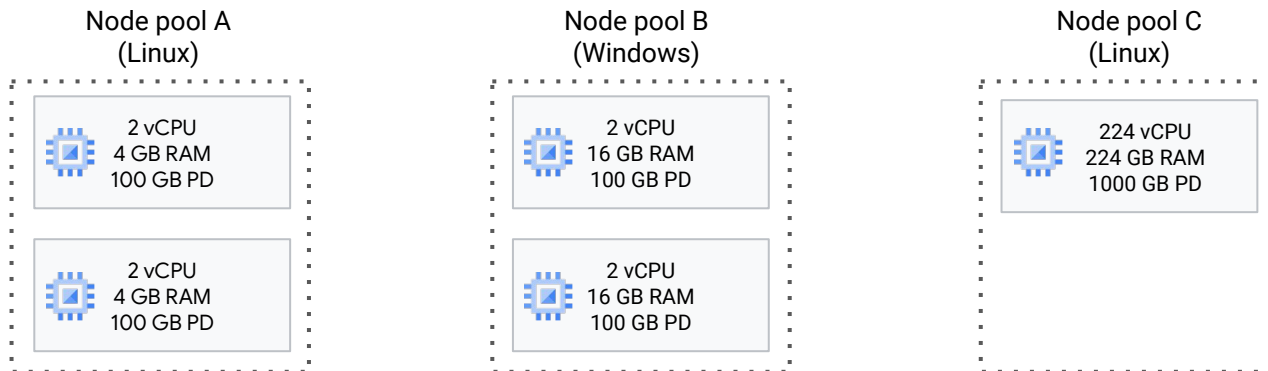 Node pool A
(Linux)
2 vCPU
4 GB RAM
100 GB PD
2 vCPU
4 GB RAM
100 GB PD
Node pool B
(Windows)
2 vCPU
16 GB RAM
100 GB PD
2 vCPU
16 GB RAM
100 GB PD
Node pool C
(Linux)
224 vCPU
224 GB RAM
1000 GB PD